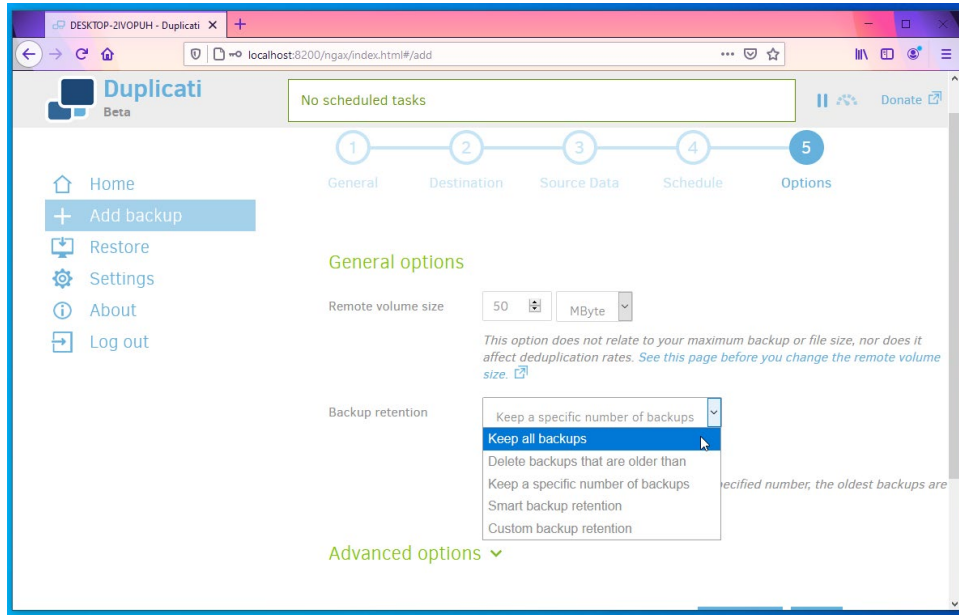 DESKTOP-2IVOPUH - Duplicati
localhost:8200/ngax/index.html#/add
Duplicati
Beta
No scheduled tasks
Donate
1 2 3 4 5
General Destination Source Data Schedule Options
Home
Add backup
Restore
Settings
About
Log out
General options
Remote volume size 50 MByte
This option does not relate to your maximum backup or file size, nor does it
affect deduplication rates. See this page before you change the remote volume
size.
Backup retention Keep a specific number of backups
Keep all backups
Delete backups that are older than
Keep a specific number of backups
ecified number, the oldest backups are
Smart backup retention
Custom backup retention
Advanced options